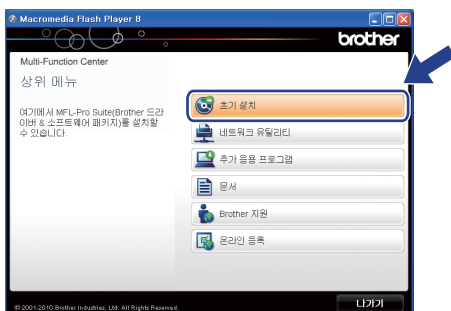 Macromedia Flash Player 8
brother
Multi-Function Center
상위 메뉴
여기에서 MFL-Pro Suite(Brother 드라
이버 & 소프트웨어 패키지)를 설치할
수 있습니다.
초기 설치
네트워크 유틸리티
추가 응용 프로그램
문서
Brother 지원
온라인 등록
© 2001-2010 Brother Industries, Ltd. All Rights Reserved.
나가기